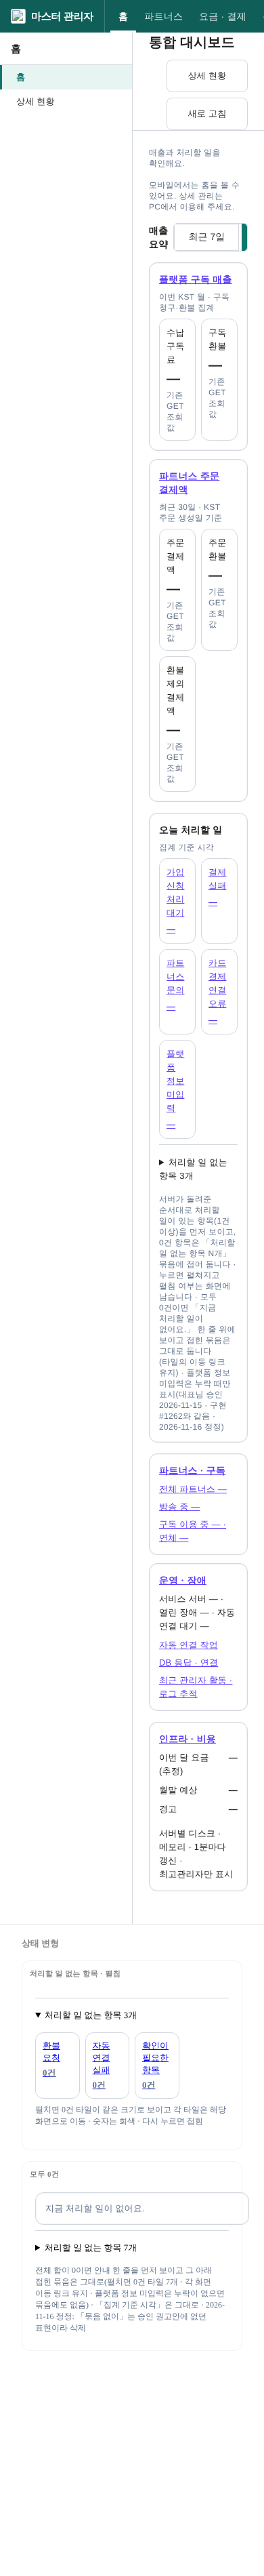 마스터 관리자
홈
파트너스
요금 · 결제
홈
홈
상세 현황
통합 대시보드
상세 현황
새로 고침
매출과 처리할 일을
확인해요.
모바일에서는 홈을 볼 수
있어요. 상세 관리는
PC에서 이용해 주세요.
매출
요약
최근 7일
플랫폼 구독 매출
이번 KST 월 · 구독
청구·환불 집계
수납
구독
료
—
기존
GET
조회
값
구독
환불
—
기존
GET
조회
값
파트너스 주문
결제액
최근 30일 · KST
주문 생성일 기준
주문
결제
액
—
기존
GET
조회
값
주문
환불
—
기존
GET
조회
값
환불
제외
결제
액
—
기존
GET
조회
값
오늘 처리할 일
집계 기준 시각
가입
신청
처리
대기
—
결제
실패
—
파트
너스
문의
—
카드
결제
연결
오류
—
플랫
폼
정보
미입
력
—
▶ 처리할 일 없는
항목 3개
서버가 돌려준
순서대로 처리할
일이 있는 항목(1건
이상)을 먼저 보이고,
0건 항목은 「처리할
일 없는 항목 N개」
묶음에 접어 둡니다 ·
누르면 펼쳐지고
펼침 여부는 화면에
남습니다 · 모두
0건이면 「지금
처리할 일이
없어요.」 한 줄 위에
보이고 접힌 묶음은
그대로 둡니다
(타일의 이동 링크
유지) · 플랫폼 정보
미입력은 누락 때만
표시(대표님 승인
2026-11-15 · 구현
#1262와 같음 ·
2026-11-16 정정)
파트너스 · 구독
전체 파트너스 —
방송 중 —
구독 이용 중 — ·
연체 —
운영 · 장애
서비스 서버 — ·
열린 장애 — · 자동
연결 대기 —
자동 연결 작업
DB 응답 · 연결
최근 관리자 활동 ·
로그 추적
인프라 · 비용
이번 달 요금
(추정)
—
월말 예상
—
경고
—
서버별 디스크 ·
메모리 · 1분마다
갱신 ·
최고관리자만 표시
상태 변형
처리할 일 없는 항목 · 펼침
▼ 처리할 일 없는 항목 3개
환불
요청
0건
자동
연결
실패
0건
확인이
필요한
항목
0건
펼치면 0건 타일이 같은 크기로 보이고 각 타일은 해당
화면으로 이동 · 숫자는 회색 · 다시 누르면 접힘
모두 0건
지금 처리할 일이 없어요.
▶ 처리할 일 없는 항목 7개
전체 합이 0이면 안내 한 줄을 먼저 보이고 그 아래
접힌 묶음은 그대로(펼치면 0건 타일 7개 · 각 화면
이동 링크 유지 · 플랫폼 정보 미입력은 누락이 없으면
묶음에도 없음) · 「집계 기준 시각」은 그대로 · 2026-
11-16 정정: 「묶음 없이」는 승인 권고안에 없던
표현이라 삭제